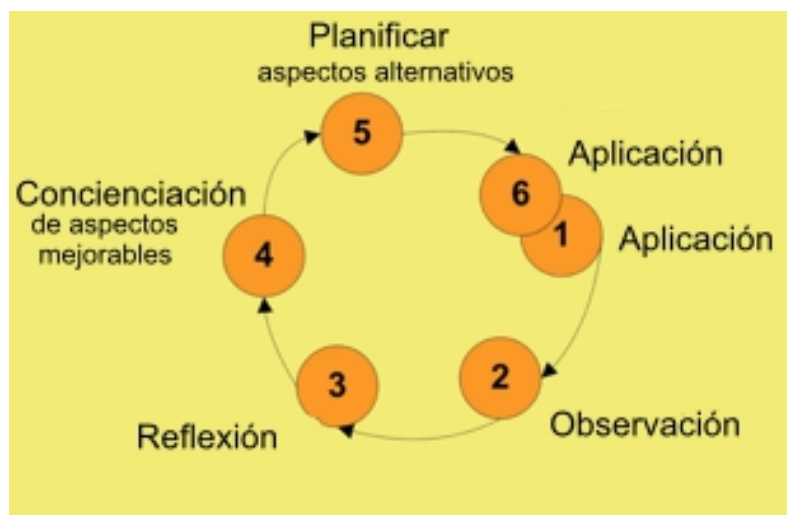 Planificar
aspectos alternativos
5
Aplicación
6
Concienciación
de aspectos
mejorables
4
1
Aplicación
3
2
Reflexión
Observación